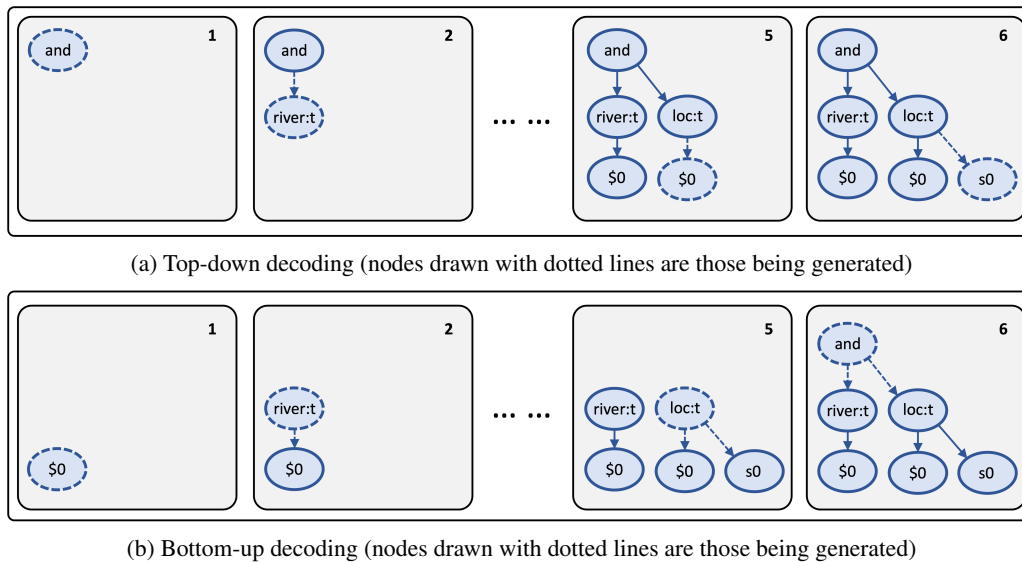 and 1
and 2
river:t
... ...
and 5
river:t loc:t
$0 $0
and 6
river:t loc:t
$0 $0 s0
(a) Top-down decoding (nodes drawn with dotted lines are those being generated)
1
$0
2
river:t
$0
... ...
5
river:t loc:t
$0 $0 s0
6
and
river:t loc:t
$0 $0 s0
(b) Bottom-up decoding (nodes drawn with dotted lines are those being generated)